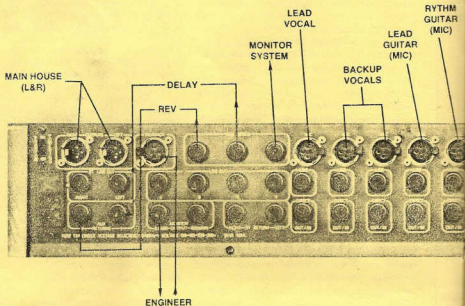 LEAD
VOCAL
RYTHM
GUITAR
(MIC)
MONITOR
SYSTEM
LEAD
GUITAR
(MIC)
BACKUP
VOCALS
MAIN HOUSE
(L&R)
DELAY
REV
ENGINEER